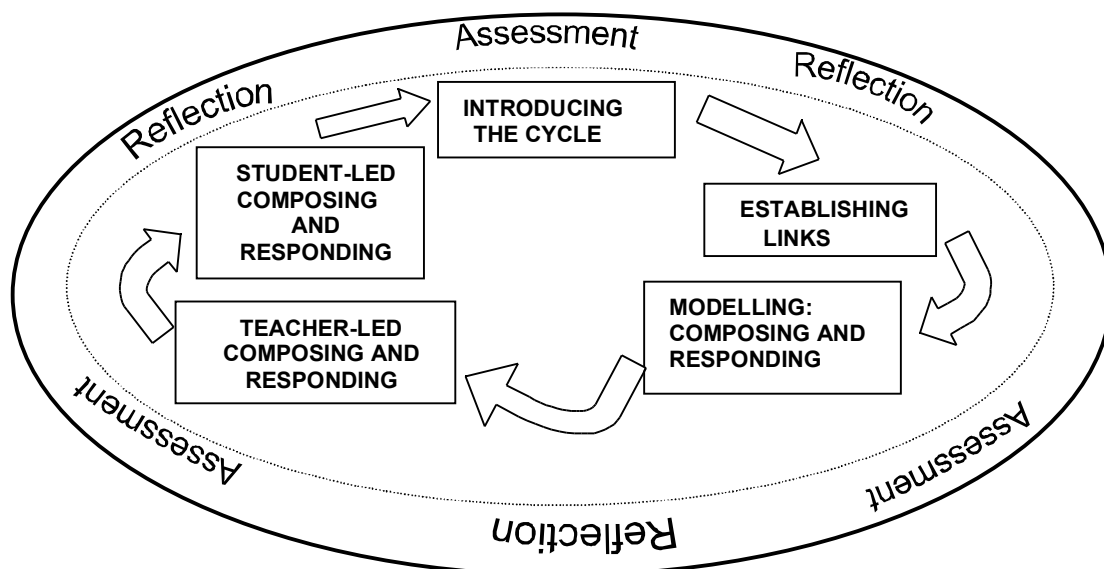 Assessment
Reflection
Reflection
INTRODUCING
THE CYCLE
STUDENT-LED
COMPOSING
AND
RESPONDING
ESTABLISHING
LINKS
MODELLING:
COMPOSING AND
RESPONDING
TEACHER-LED
COMPOSING AND
RESPONDING
Assessment
Assessment
Reflection